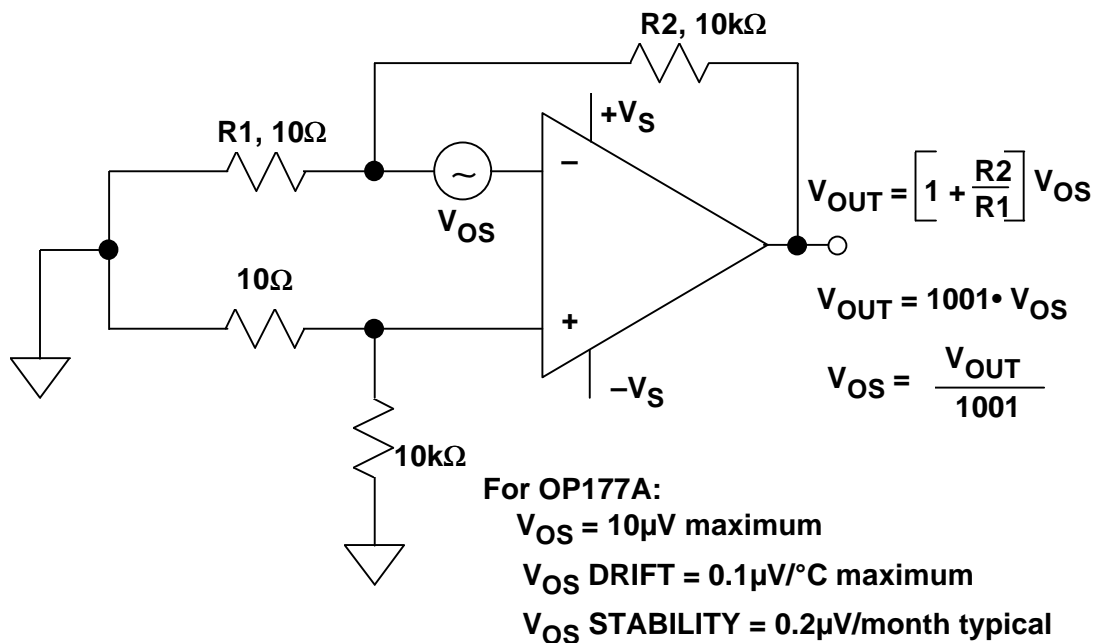 R2, 10kΩ
+VS
R1, 10Ω
−
∼
VOS
VOUT = [1 + R2/R1] VOS
10Ω
VOUT = 1001• VOS
+
VOS = VOUT/1001
−VS
10kΩ
For OP177A:
VOS = 10µV maximum
VOS DRIFT = 0.1µV/°C maximum
VOS STABILITY = 0.2µV/month typical